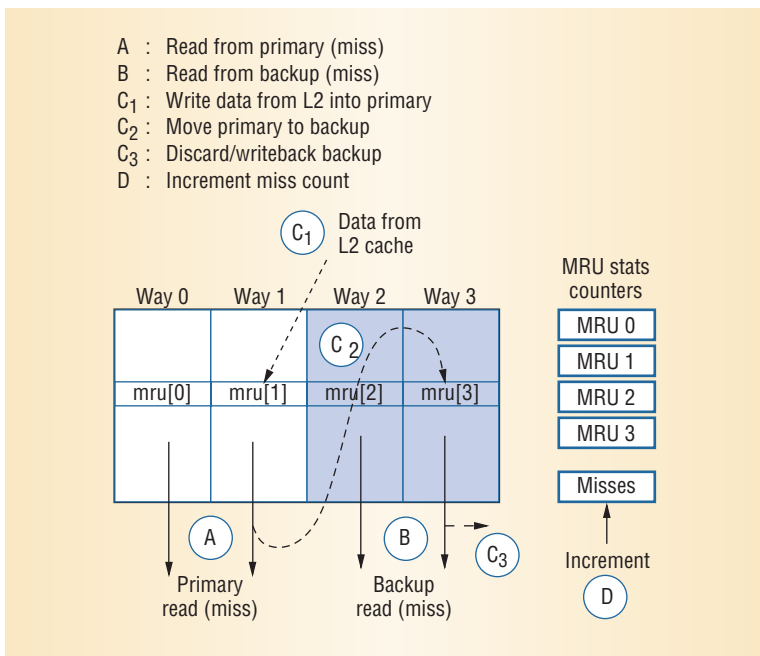 A : Read from primary (miss)
B : Read from backup (miss)
C1 : Write data from L2 into primary
C2 : Move primary to backup
C3 : Discard/writeback backup
D : Increment miss count
C1
Data from
L2 cache
MRU stats
counters
Way 0 Way 1 Way 2 Way 3
MRU 0
C 2
MRU 1
mru[0] mru[1] mru[2] mru[3]
MRU 2
MRU 3
Misses
A
B
C3
Increment
D
Primary
read (miss)
Backup
read (miss)